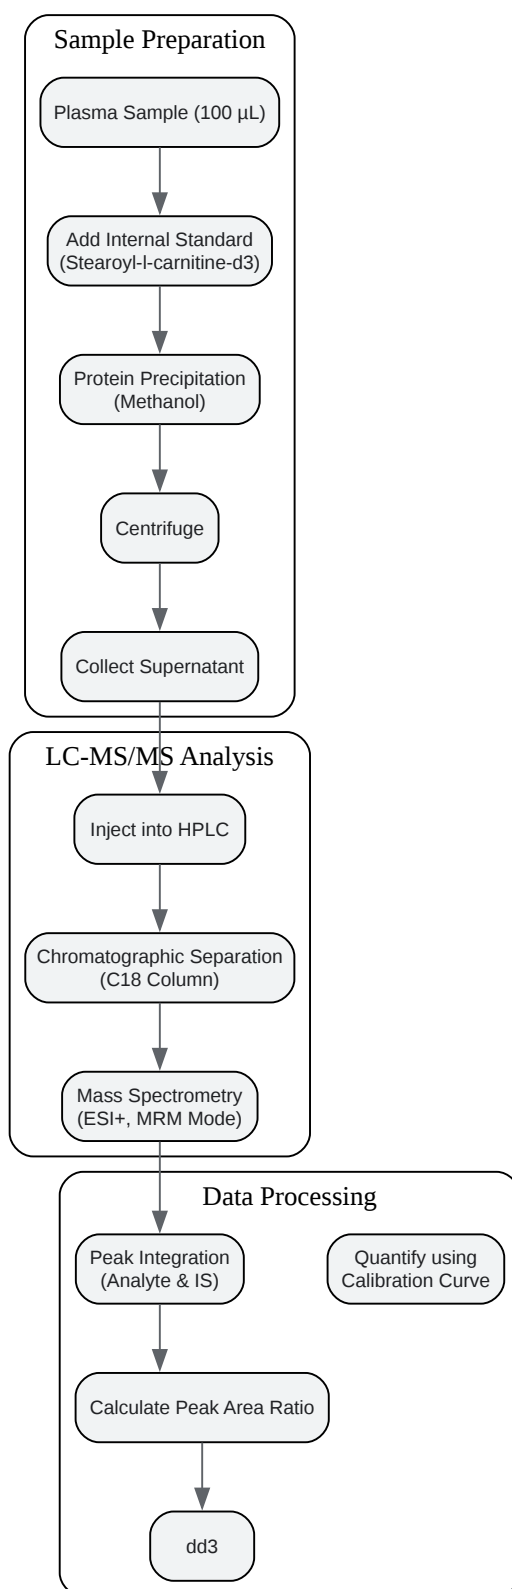 Sample Preparation
Plasma Sample (100 µL)
Add Internal Standard
(Stearoyl-l-carnitine-d3)
Protein Precipitation
(Methanol)
Centrifuge
Collect Supernatant
LC-MS/MS Analysis
Inject into HPLC
Chromatographic Separation
(C18 Column)
Mass Spectrometry
(ESI+, MRM Mode)
Data Processing
Peak Integration
(Analyte & IS)
Quantify using
Calibration Curve
Calculate Peak Area Ratio
dd3